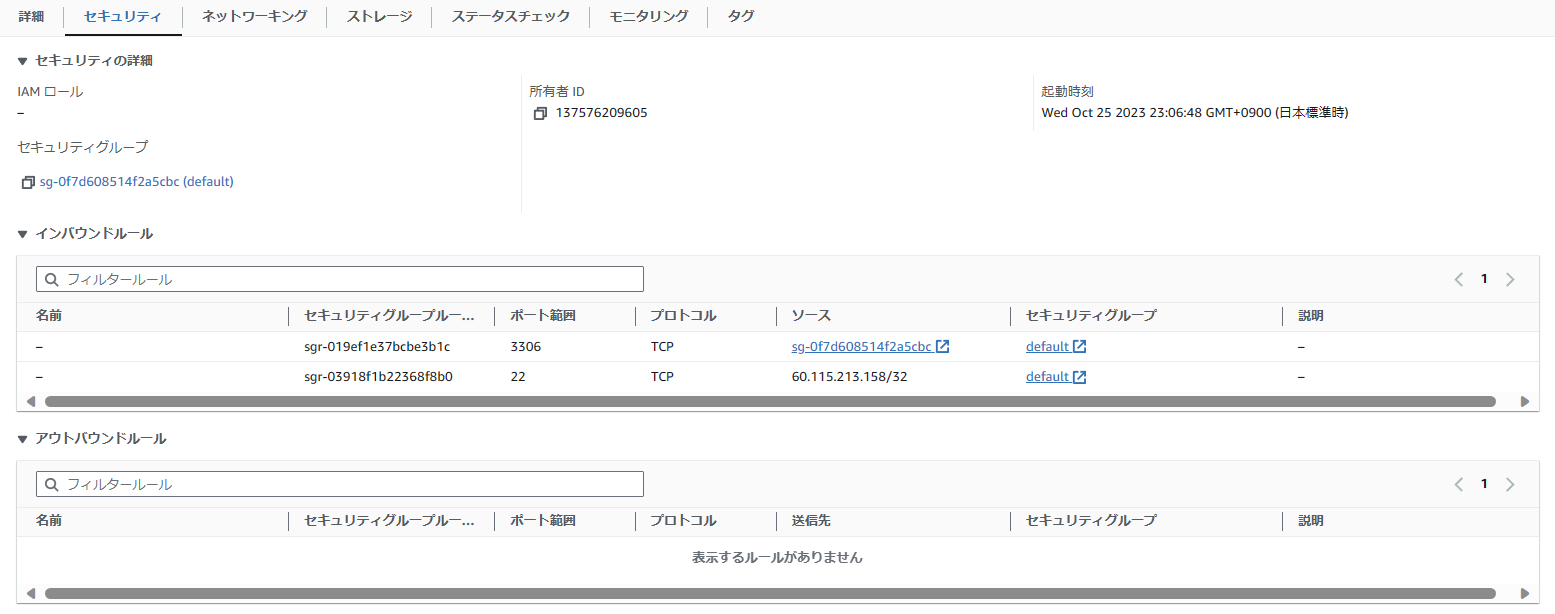 詳細 セキュリティ ネットワーキング ストレージ ステータスチェック モニタリング タグ
▼ セキュリティの詳細
IAM ロール
–
所有者 ID
137576209605
起動時刻
Wed Oct 25 2023 23:06:48 GMT+0900 (日本標準時)
セキュリティグループ
sg-0f7d608514f2a5cbc (default)
▼ インバウンドルール
フィルタールール
1
名前 セキュリティグループルー... ポート範囲 プロトコル ソース セキュリティグループ 説明
– sgr-019ef1e37bcbe3b1c 3306 TCP sg-0f7d608514f2a5cbc default –
– sgr-03918f1b22368f8b0 22 TCP 60.115.213.158/32 default –
▼ アウトバウンドルール
フィルタールール
1
名前 セキュリティグループルー... ポート範囲 プロトコル 送信先 セキュリティグループ 説明
表示するルールがありません